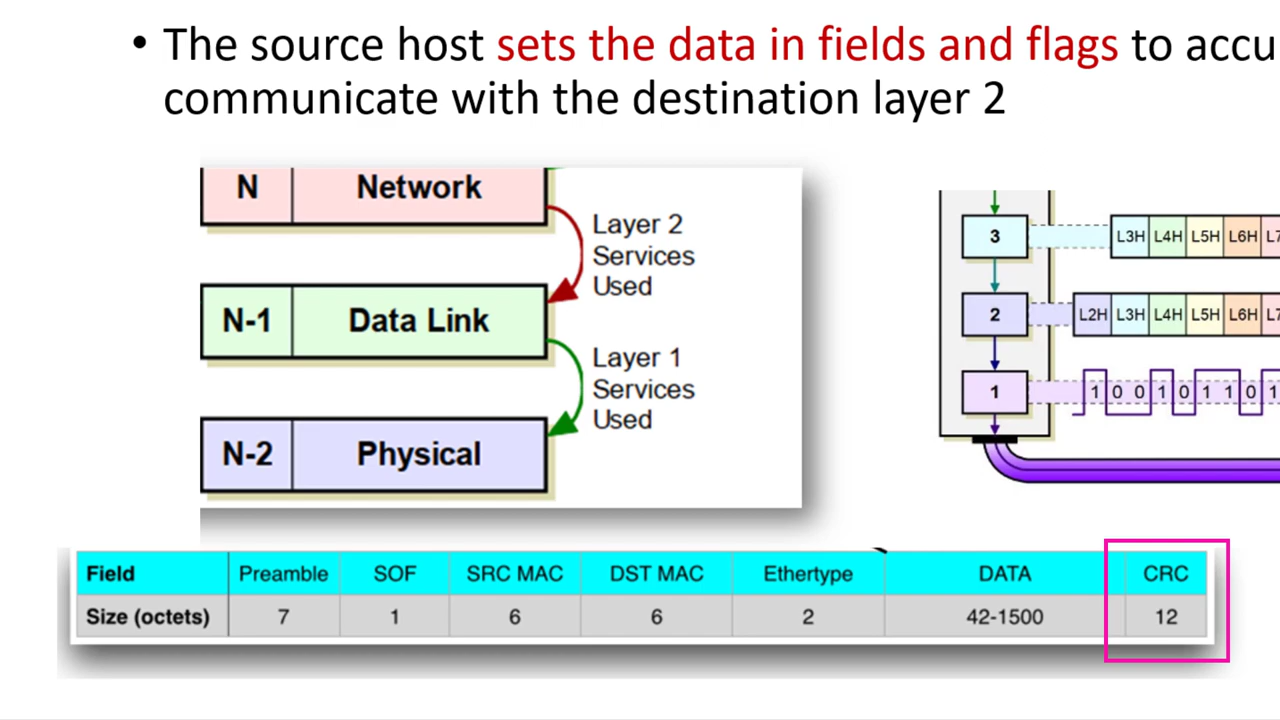 • The source host sets the data in fields and flags to accu
communicate with the destination layer 2
N Network
Layer 2
Services
Used
N-1 Data Link
Layer 1
Services
Used
N-2 Physical
3 L3H L4H L5H L6H L7
2 L2H L3H L4H L5H L6H L7
1 1 0 0 1 0 1 1 0 1
Field Preamble SOF SRC MAC DST MAC Ethertype DATA CRC
Size (octets) 7 1 6 6 2 42-1500 12